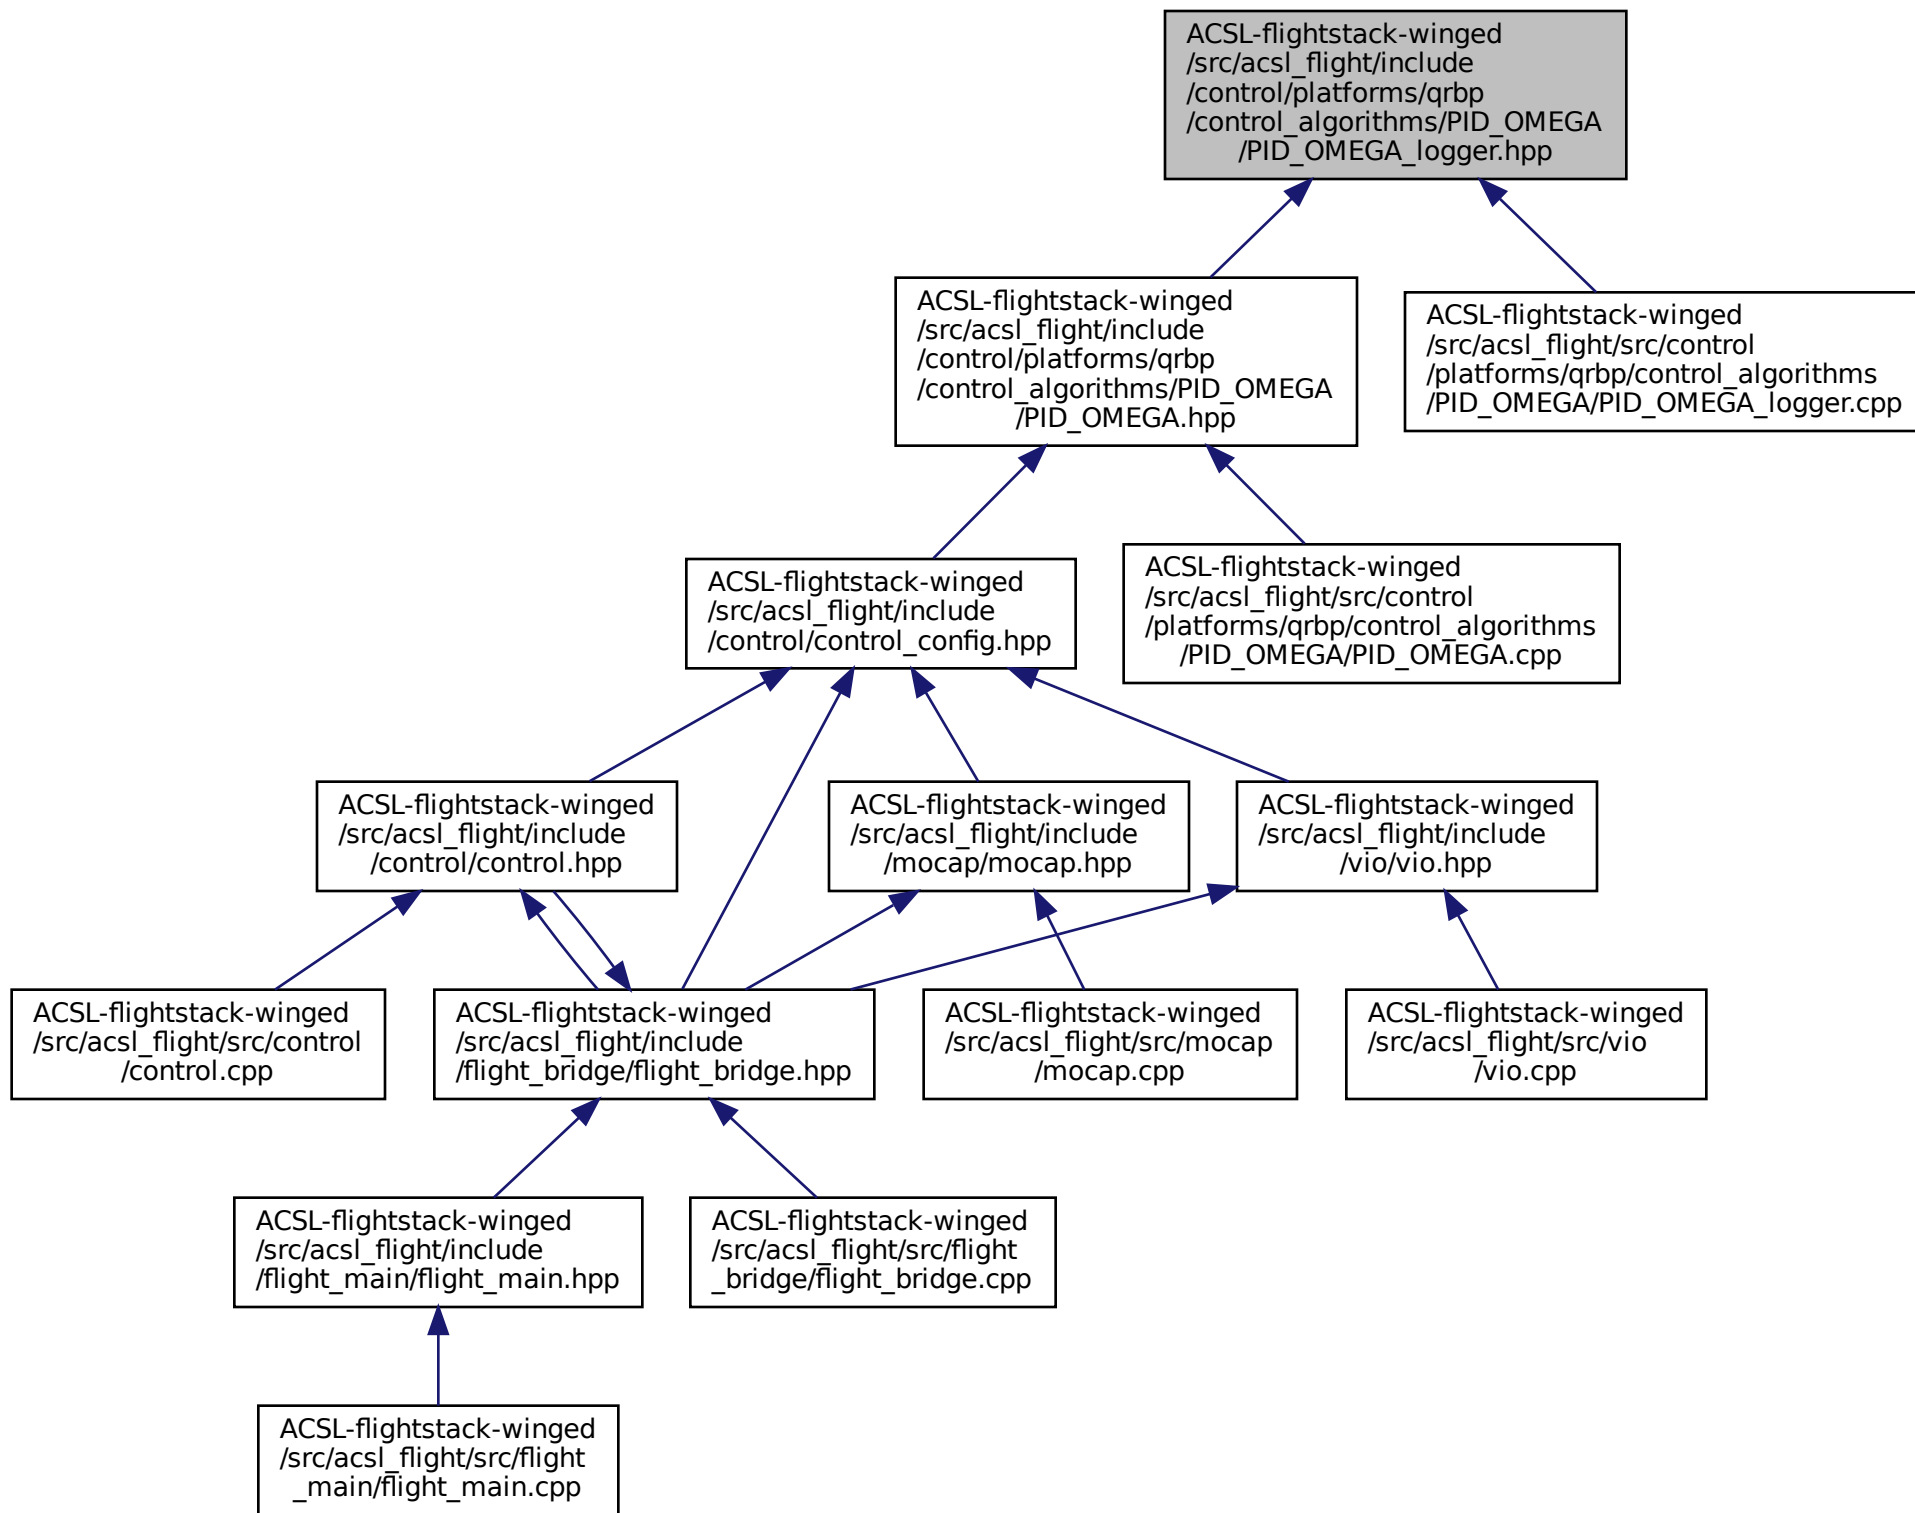 ACSL-flightstack-winged
/src/acsl_flight/include
/control/platforms/qrbp
/control_algorithms/PID_OMEGA
/PID_OMEGA_logger.hpp
ACSL-flightstack-winged
/src/acsl_flight/include
/control/platforms/qrbp
/control_algorithms/PID_OMEGA
/PID_OMEGA.hpp
ACSL-flightstack-winged
/src/acsl_flight/src/control
/platforms/qrbp/control_algorithms
/PID_OMEGA/PID_OMEGA_logger.cpp
ACSL-flightstack-winged
/src/acsl_flight/include
/control/control_config.hpp
ACSL-flightstack-winged
/src/acsl_flight/src/control
/platforms/qrbp/control_algorithms
/PID_OMEGA/PID_OMEGA.cpp
ACSL-flightstack-winged
/src/acsl_flight/include
/control/control.hpp
ACSL-flightstack-winged
/src/acsl_flight/include
/mocap/mocap.hpp
ACSL-flightstack-winged
/src/acsl_flight/include
/vio/vio.hpp
ACSL-flightstack-winged
/src/acsl_flight/src/control
/control.cpp
ACSL-flightstack-winged
/src/acsl_flight/include
/flight_bridge/flight_bridge.hpp
ACSL-flightstack-winged
/src/acsl_flight/src/mocap
/mocap.cpp
ACSL-flightstack-winged
/src/acsl_flight/src/vio
/vio.cpp
ACSL-flightstack-winged
/src/acsl_flight/include
/flight_main/flight_main.hpp
ACSL-flightstack-winged
/src/acsl_flight/src/flight
_bridge/flight_bridge.cpp
ACSL-flightstack-winged
/src/acsl_flight/src/flight
_main/flight_main.cpp